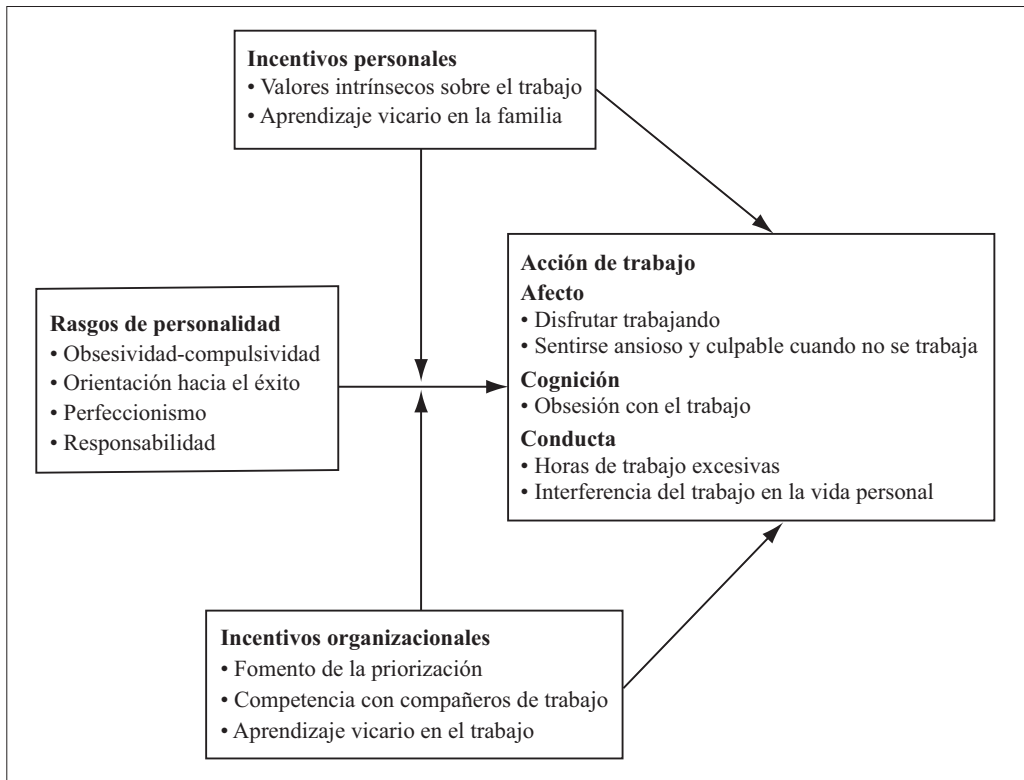 Incentivos personales
• Valores intrínsecos sobre el trabajo
• Aprendizaje vicario en la familia
Rasgos de personalidad
• Obsesividad-compulsividad
• Orientación hacia el éxito
• Perfeccionismo
• Responsabilidad
Acción de trabajo
Afecto
• Disfrutar trabajando
• Sentirse ansioso y culpable cuando no se trabaja
Cognición
• Obsesión con el trabajo
Conducta
• Horas de trabajo excesivas
• Interferencia del trabajo en la vida personal
Incentivos organizacionales
• Fomento de la priorización
• Competencia con compañeros de trabajo
• Aprendizaje vicario en el trabajo